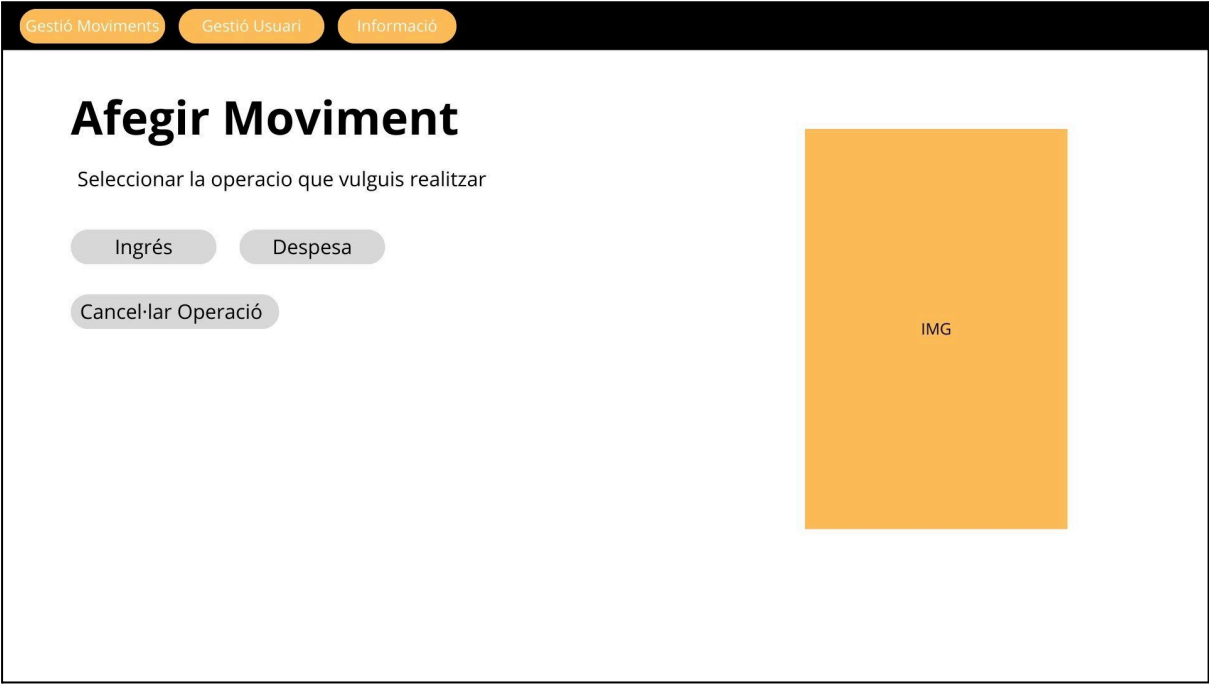 Gestió Moviments
Gestió Usuari
Informació
Afegir Moviment
Seleccionar la operacio que vulguis realitzar
Ingrés
Despesa
Cancel·lar Operació
IMG